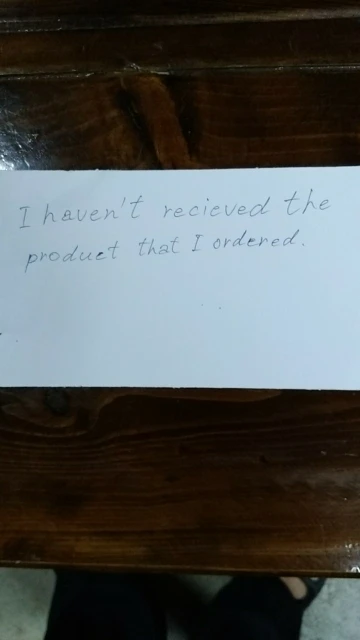 I haven't recieved the
product that I ordered.